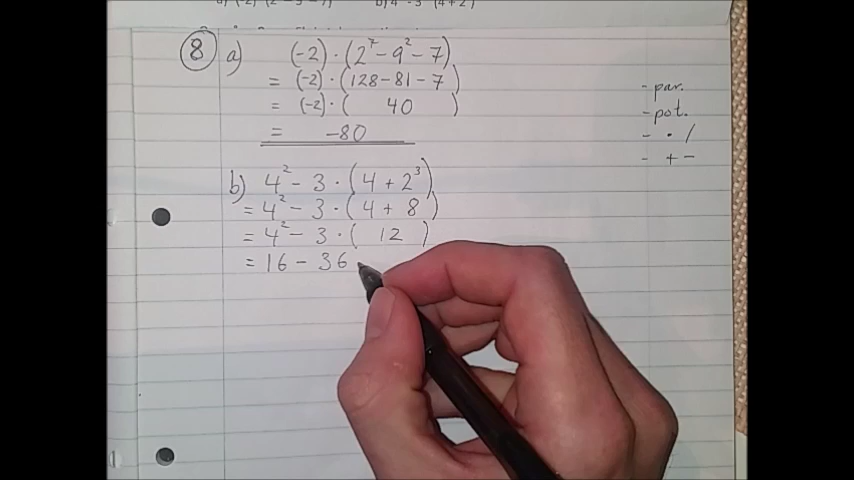 8 a) (-2) · (2⁷ - 9² - 7)
= (-2) · (128 - 81 - 7)
= (-2) · ( 40 )
= -80
b) 4² - 3 · (4 + 2³)
= 4² - 3 · (4 + 8)
= 4² - 3 · ( 12 )
= 16 - 36
- par.
- pot.
- · /
- + -